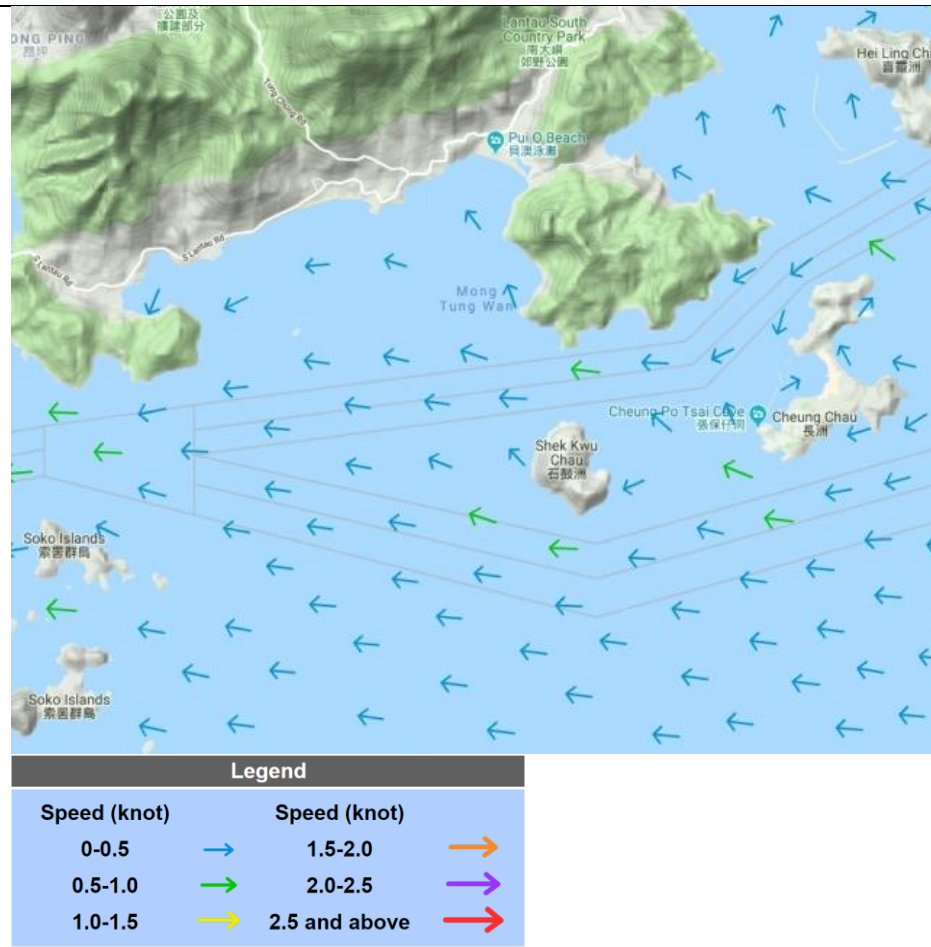 公園及
擴建部分
ONG PING
昂坪
Lantau South
Country Park
南大嶼
郊野公園
Hei Ling Ch
喜靈洲
Tung Chung Rd
Pui O Beach
貝澳泳灘
S Lantau Rd
S Lantau Rd
Mong
Tung Wan
Cheung Po Tsai Cave
張保仔洞
Cheung Chau
長洲
Shek Kwu
Chau
石鼓洲
Soko Islands
索罟群島
Soko Islands
索罟群島
Legend
Speed (knot) Speed (knot)
0-0.5 1.5-2.0
0.5-1.0 2.0-2.5
1.0-1.5 2.5 and above